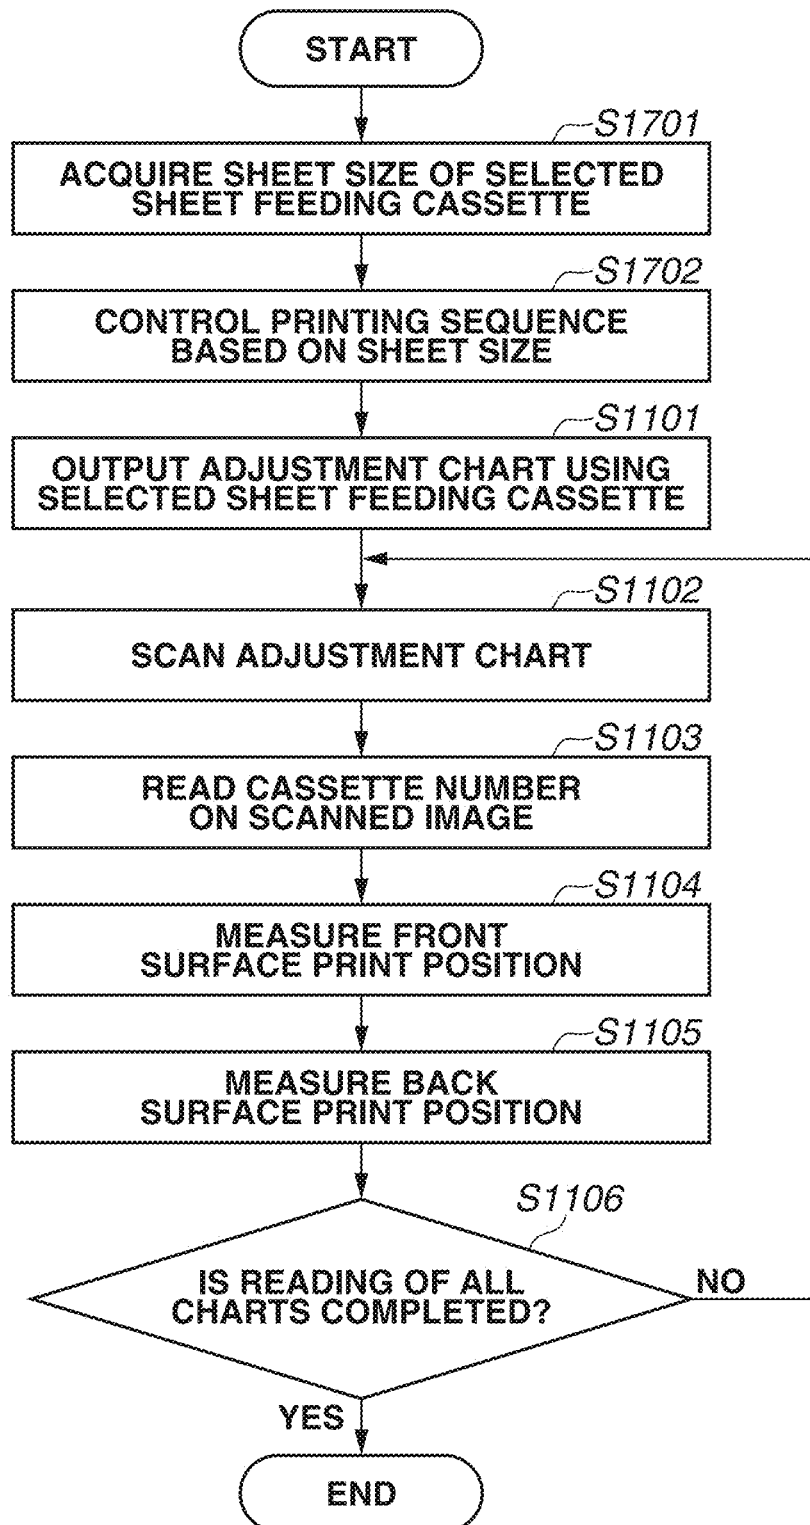 START
S1701
ACQUIRE SHEET SIZE OF SELECTED
SHEET FEEDING CASSETTE
S1702
CONTROL PRINTING SEQUENCE
BASED ON SHEET SIZE
S1101
OUTPUT ADJUSTMENT CHART USING
SELECTED SHEET FEEDING CASSETTE
S1102
SCAN ADJUSTMENT CHART
S1103
READ CASSETTE NUMBER
ON SCANNED IMAGE
S1104
MEASURE FRONT
SURFACE PRINT POSITION
S1105
MEASURE BACK
SURFACE PRINT POSITION
S1106
IS READING OF ALL
CHARTS COMPLETED?
NO
YES
END